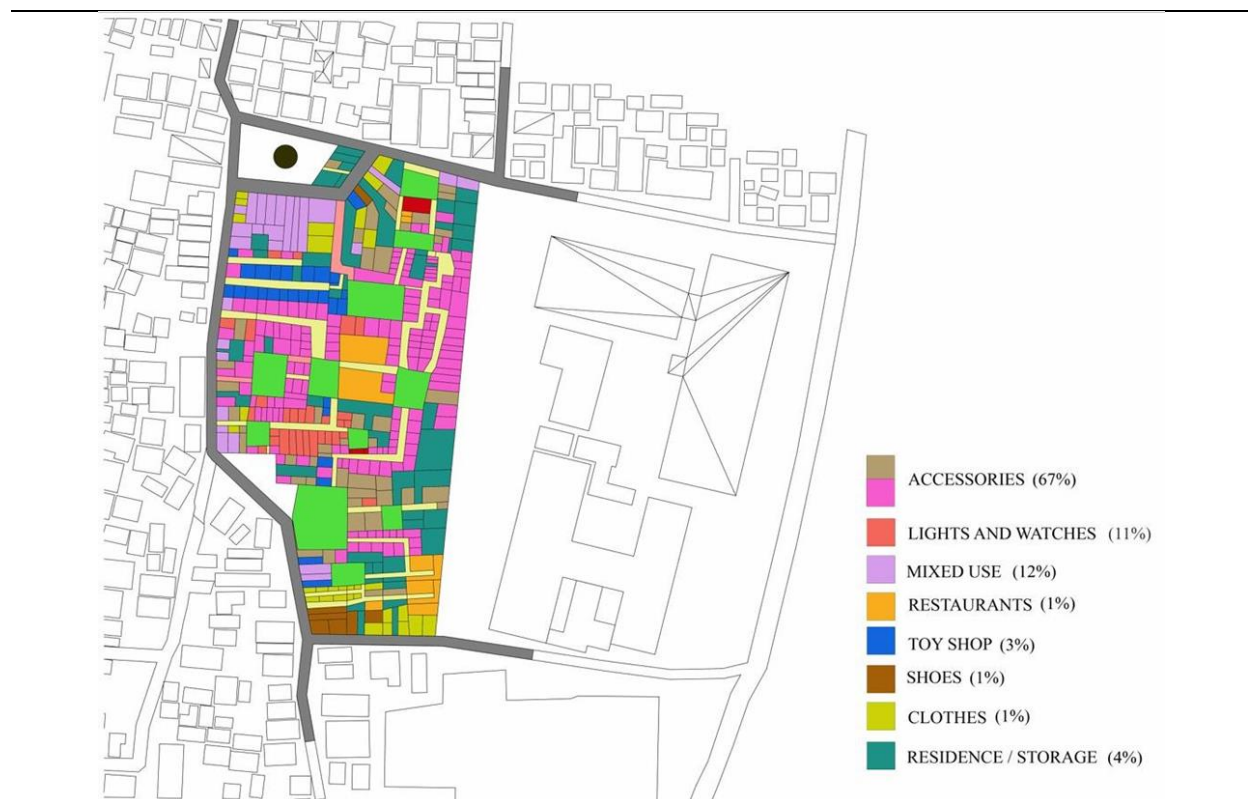 ACCESSORIES (67%)
LIGHTS AND WATCHES (11%)
MIXED USE (12%)
RESTAURANTS (1%)
TOY SHOP (3%)
SHOES (1%)
CLOTHES (1%)
RESIDENCE / STORAGE (4%)